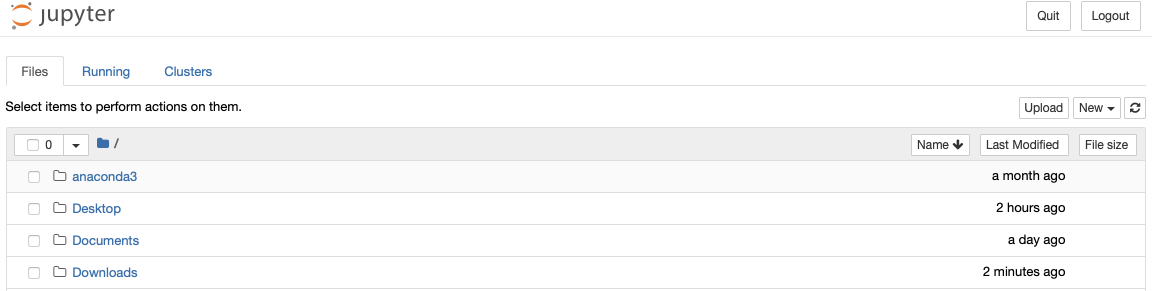 jupyter Quit Logout
Files Running Clusters
Select items to perform actions on them. Upload New
0 / Name Last Modified File size
anaconda3 a month ago
Desktop 2 hours ago
Documents a day ago
Downloads 2 minutes ago